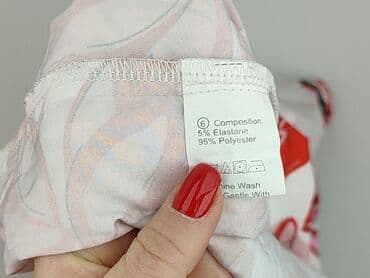 6 Composition:
5% Elastane
95% Polyester
Wash
Gentle With